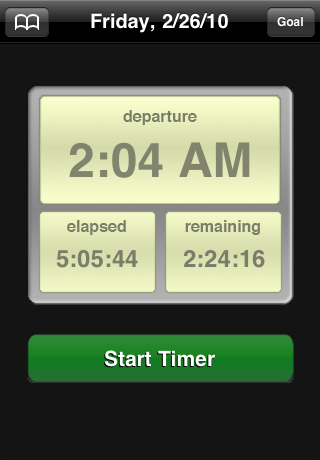 Friday, 2/26/10
Goal
departure
2:04 AM
elapsed
remaining
5:05:44
2:24:16
Start Timer